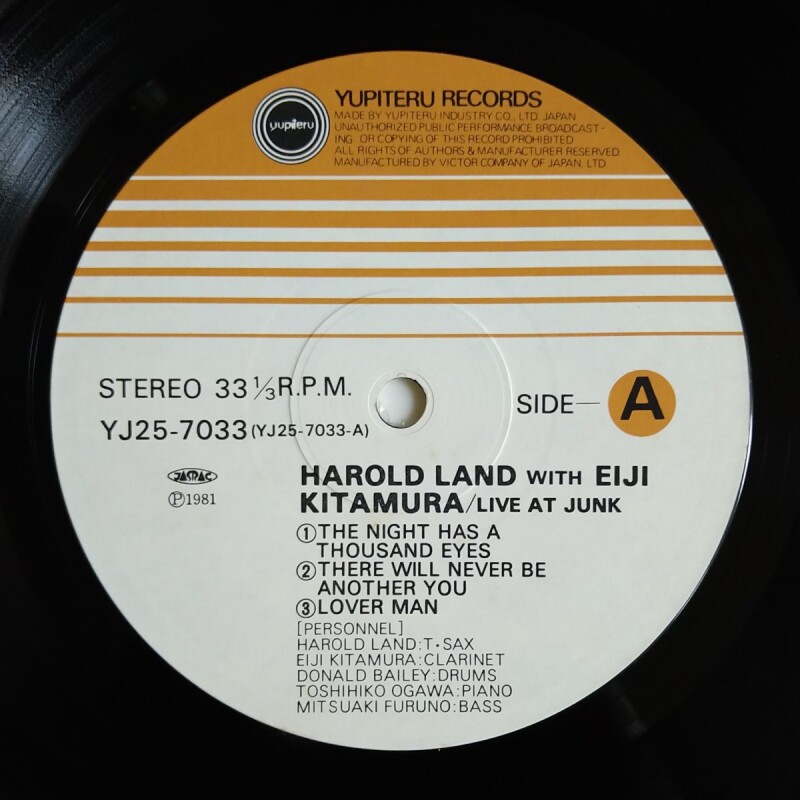 yupiteru
YUPITERU RECORDS
MADE BY YUPITERU INDUSTRY CO., LTD. JAPAN
UNAUTHORIZED PUBLIC PERFORMANCE BROADCAST-
ING OR COPYING OF THIS RECORD PROHIBITED
ALL RIGHTS OF AUTHORS & MANUFACTURER RESERVED
MANUFACTURED BY VICTOR COMPANY OF JAPAN, LTD.
STEREO 33 1/3 R.P.M.
SIDE— A
YJ25-7033 (YJ25-7033-A)
JASRAC
Ⓟ1981
HAROLD LAND WITH EIJI
KITAMURA/LIVE AT JUNK
①THE NIGHT HAS A
THOUSAND EYES
②THERE WILL NEVER BE
ANOTHER YOU
③LOVER MAN
[PERSONNEL]
HAROLD LAND:T•SAX
EIJI KITAMURA:CLARINET
DONALD BAILEY:DRUMS
TOSHIHIKO OGAWA:PIANO
MITSUAKI FURUNO:BASS